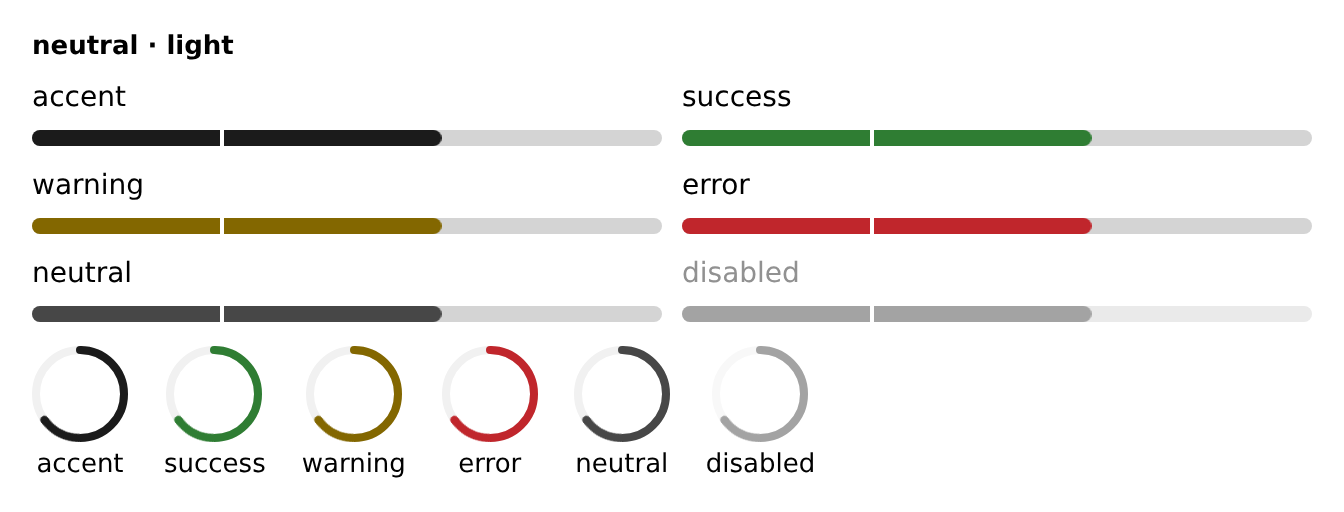 neutral · light
accent
success
warning
error
neutral
disabled
accent success warning error neutral disabled